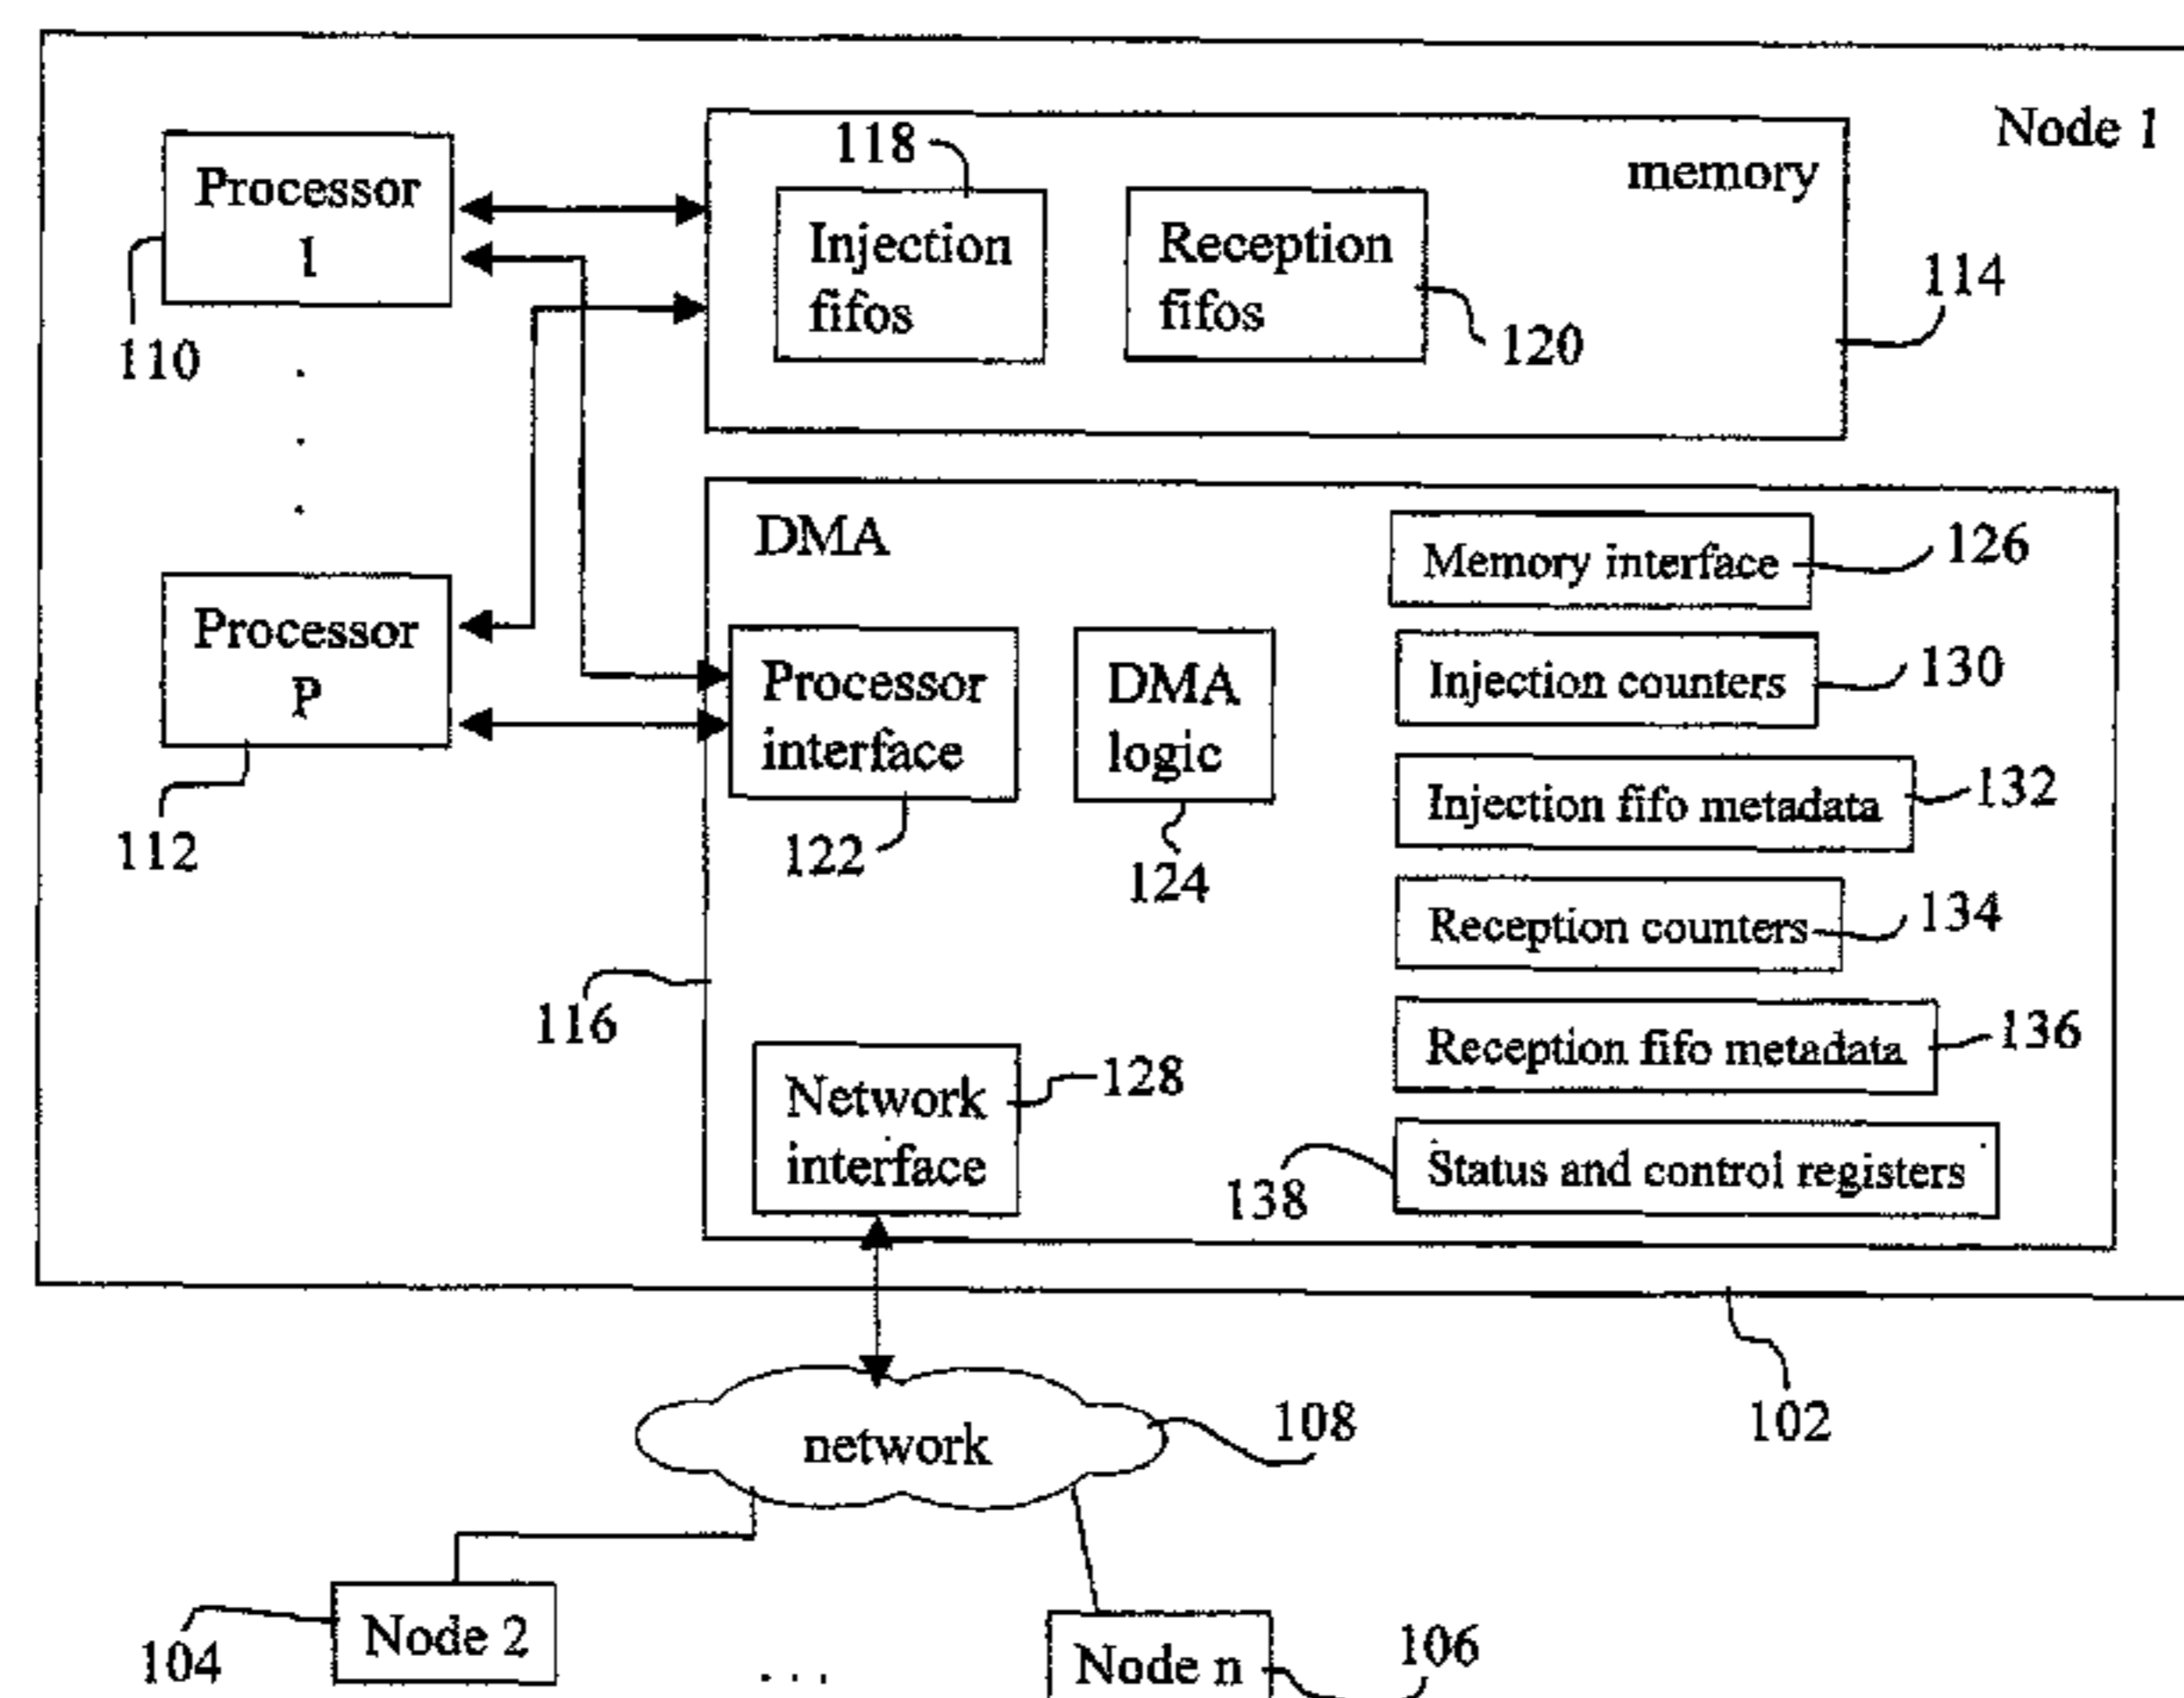 Node 1
118
memory
Processor
1
Injection
fifos
Reception
fifos
114
110
120
.
.
.
DMA
Memory interface
126
Processor
P
Processor
interface
DMA
logic
Injection counters
130
Injection fifo metadata
132
112
122
124
Reception counters
134
116
Reception fifo metadata
136
Network
interface
128
Status and control registers
138
network
108
102
Node 2
104
. . .
Node n
106